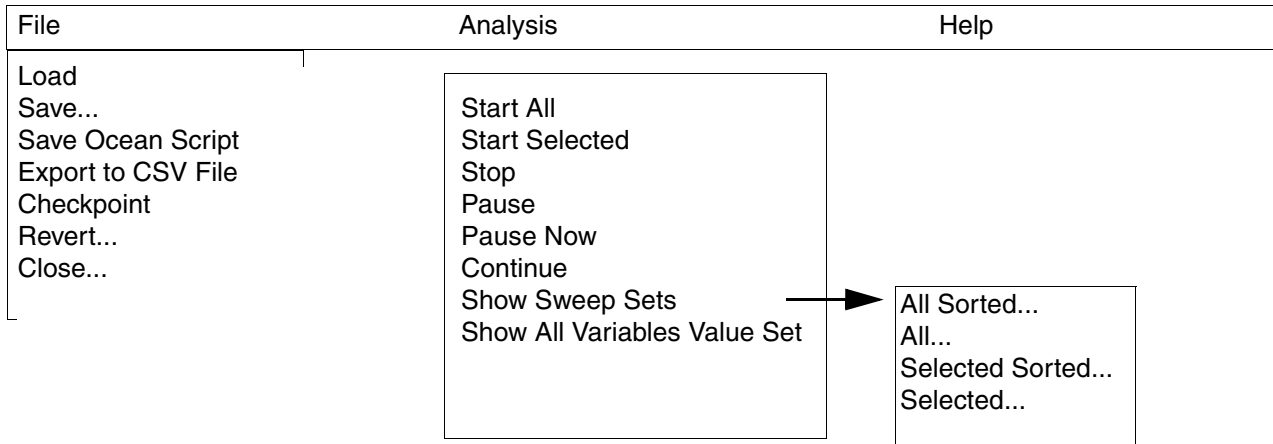 File Analysis Help
Load
Save...
Save Ocean Script
Export to CSV File
Checkpoint
Revert...
Close...
Start All
Start Selected
Stop
Pause
Pause Now
Continue
Show Sweep Sets
Show All Variables Value Set
All Sorted...
All...
Selected Sorted...
Selected...